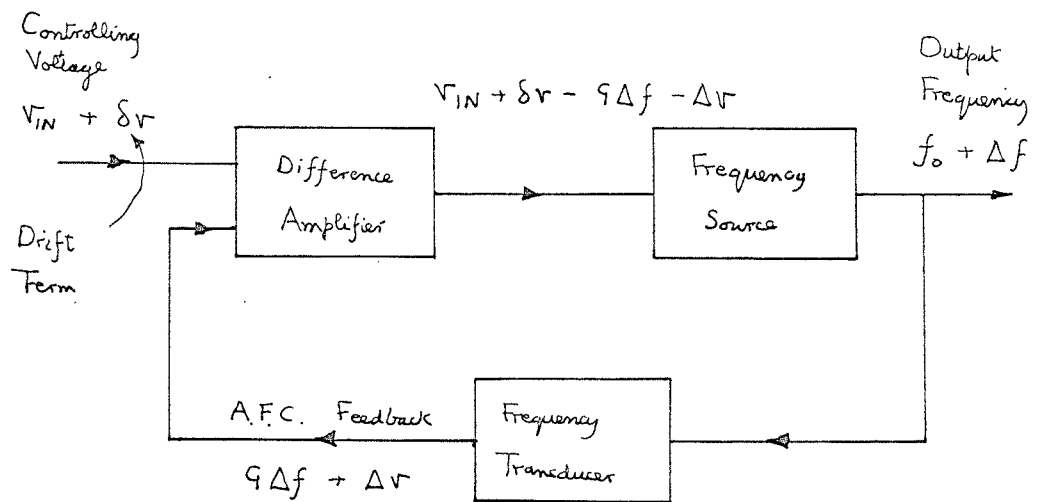 Controlling
Voltage
V_IN + δv
Drift
Term
Difference
Amplifier
V_IN + δv - GΔf - Δv
Frequency
Source
Output
Frequency
f_o + Δf
A.F.C. Feedback
GΔf + Δv
Frequency
Transducer